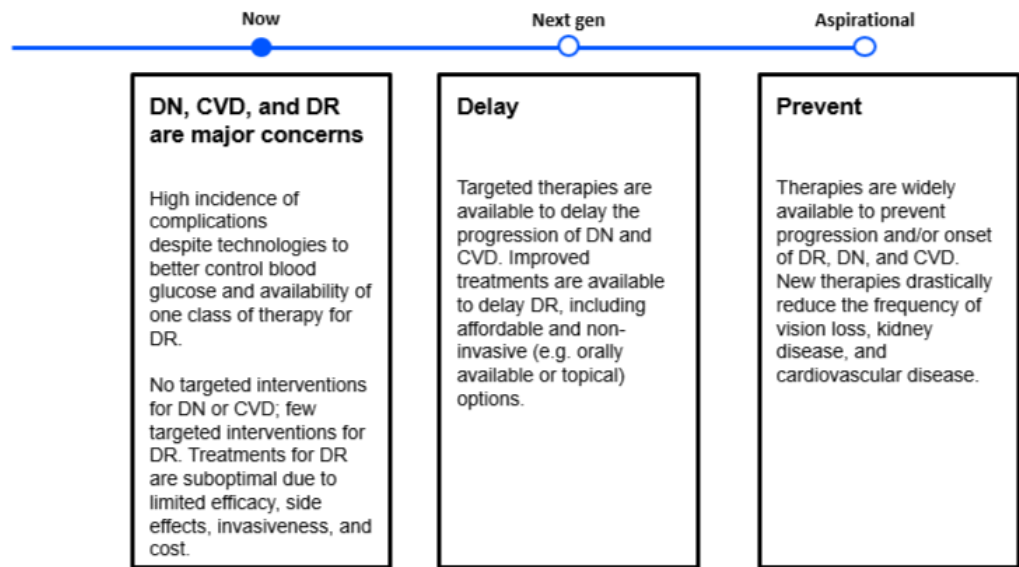 Now
Next gen
Aspirational
DN, CVD, and DR
are major concerns
High incidence of
complications
despite technologies to
better control blood
glucose and availability of
one class of therapy for
DR.
No targeted interventions
for DN or CVD; few
targeted interventions for
DR. Treatments for DR
are suboptimal due to
limited efficacy, side
effects, invasiveness, and
cost.
Delay
Targeted therapies are
available to delay the
progression of DN and
CVD. Improved
treatments are available
to delay DR, including
affordable and non-
invasive (e.g. orally
available or topical)
options.
Prevent
Therapies are widely
available to prevent
progression and/or onset
of DR, DN, and CVD.
New therapies drastically
reduce the frequency of
vision loss, kidney
disease, and
cardiovascular disease.